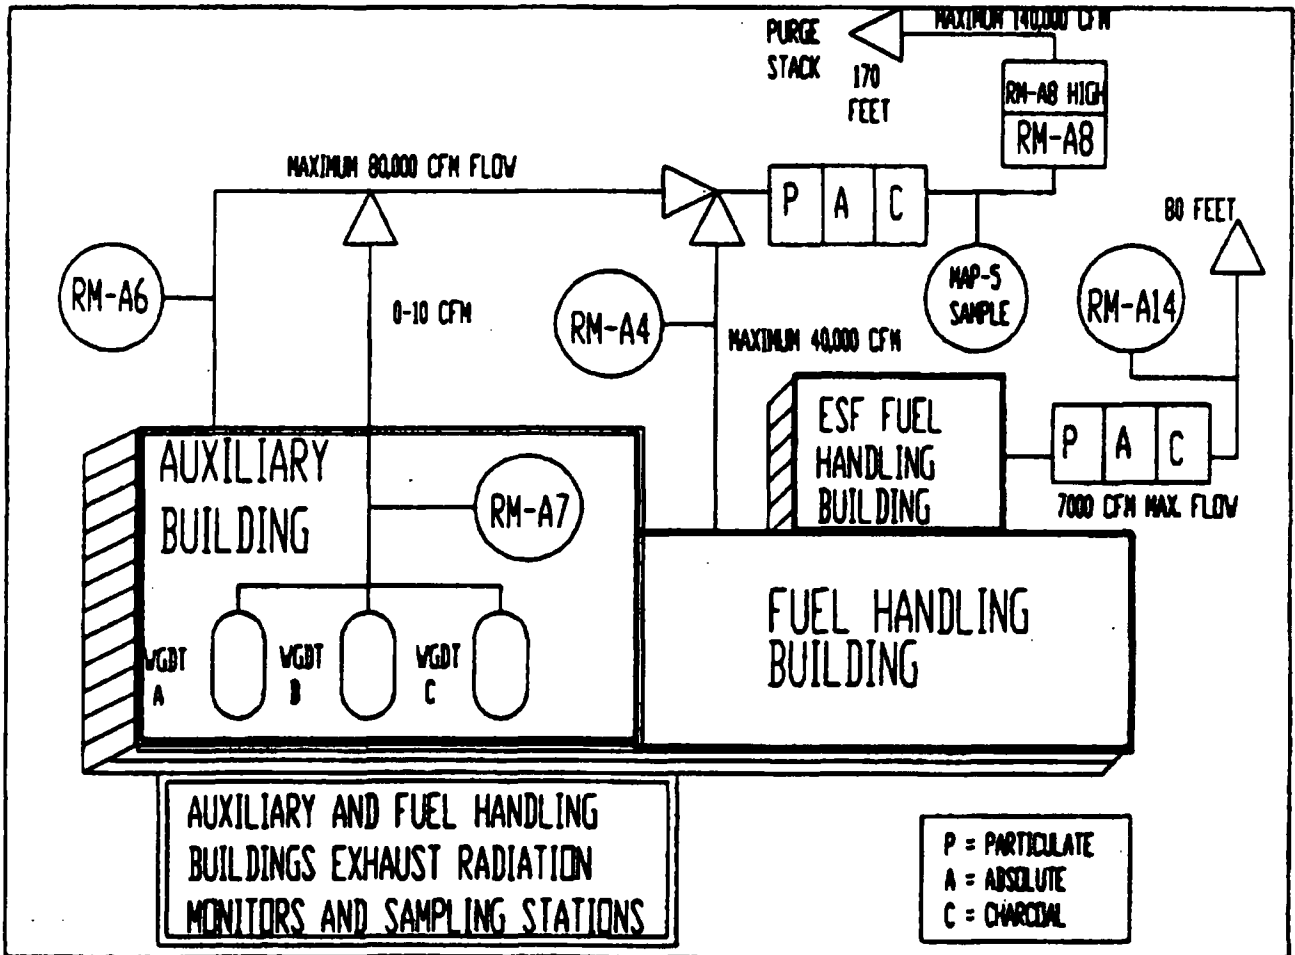 MAXIMUM 140,000 CFM
PURGE
STACK
170
FEET
RM-A8 HIGH
RM-A8
MAXIMUM 80,000 CFM FLOW
P A C
80 FEET
RM-A6
0-10 CFM
RM-A4
MAP-5
SAMPLE
RM-A14
MAXIMUM 40,000 CFM
ESF FUEL
HANDLING
BUILDING
P A C
7000 CFM MAX. FLOW
AUXILIARY
BUILDING
RM-A7
FUEL HANDLING
BUILDING
WGDT
A
WGDT
B
WGDT
C
AUXILIARY AND FUEL HANDLING
BUILDINGS EXHAUST RADIATION
MONITORS AND SAMPLING STATIONS
P = PARTICULATE
A = ABSOLUTE
C = CHARCOAL